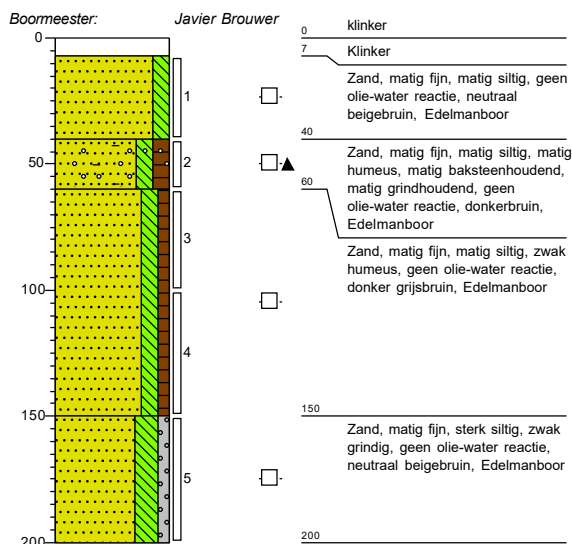 Boormeester: Javier Brouwer
0
50
100
150
200
1
2
3
4
5
0 klinker
7 Klinker
Zand, matig fijn, matig siltig, geen
olie-water reactie, neutraal
beigebruin, Edelmanboor
40
Zand, matig fijn, matig siltig, matig
humeus, matig baksteenhoudend,
matig grindhoudend, geen
olie-water reactie, donkerbruin,
Edelmanboor
60
Zand, matig fijn, matig siltig, zwak
humeus, geen olie-water reactie,
donker grijsbruin, Edelmanboor
150
Zand, matig fijn, sterk siltig, zwak
grindig, geen olie-water reactie,
neutraal beigebruin, Edelmanboor
200